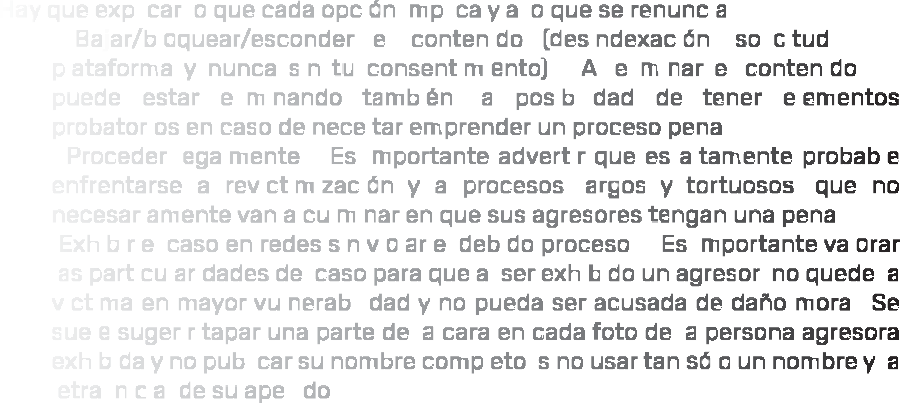 ay que exp car o que cada opc ón mp ca y a o que se renunc a
Ba ar/b oquear/esconder e conten do (des ndexac ón so c tud
p ataforma y nunca s n tu consent m ento) A e m nar e conten do
puede estar e m nando tamb én a pos b dad de tener e ementos
probator os en caso de nece tar emprender un proceso pena
Proceder ega mente Es mportante advert r que es a tamente probab e
enfrentarse a rev ct m zac ón y a procesos argos y tortuosos que no
necesar amente van a cu m nar en que sus agresores tengan una pena
Exh b r e caso en redes s n v o ar e deb do proceso Es mportante va orar
as part cu ar dades de caso para que a ser exh b do un agresor no quede a
v ct ma en mayor vu nerab dad y no pueda ser acusada de daño mora Se
sue e suger r tapar una parte de a cara en cada foto de a persona agresora
exh b da y no pub car su nombre comp eto s no usar tan só o un nombre y a
etra n c a de su ape do